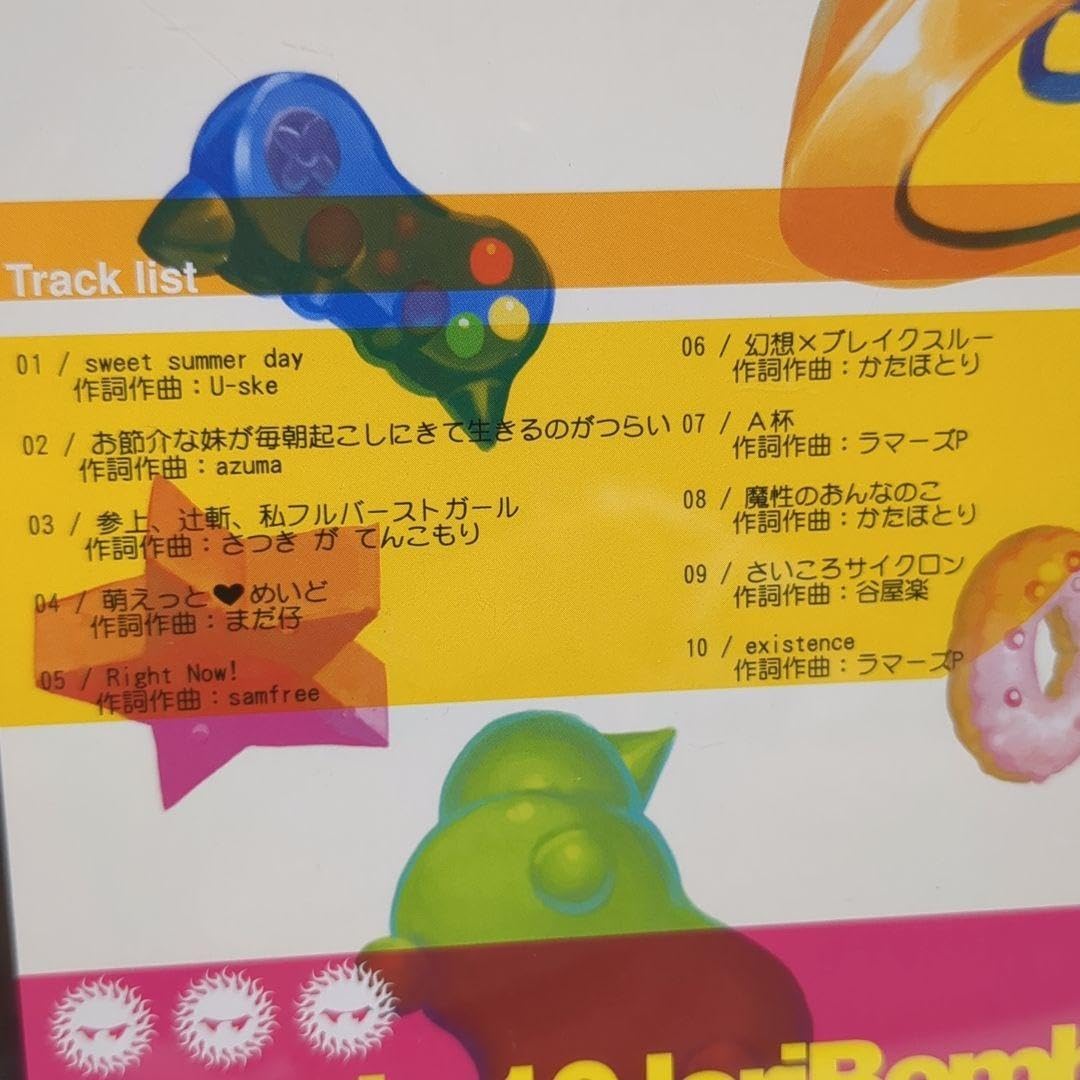 Track list
01 / sweet summer day
作詞作曲：U-ske
02 / お節介な妹が毎朝起こしにきて生きるのがつらい
作詞作曲：azuma
03 / 参上、辻斬、私フルバーストガール
作詞作曲：さつき が てんこもり
04 / 萌えっと♥めいど
作詞作曲：まだ仔
05 / Right Now!
作詞作曲：samfree
06 / 幻想×ブレイクスルー
作詞作曲：かたほとり
07 / A杯
作詞作曲：ラマーズP
08 / 魔性のおんなのこ
作詞作曲：かたほとり
09 / さいころサイクロン
作詞作曲：谷屋楽
10 / existence
作詞作曲：ラマーズP